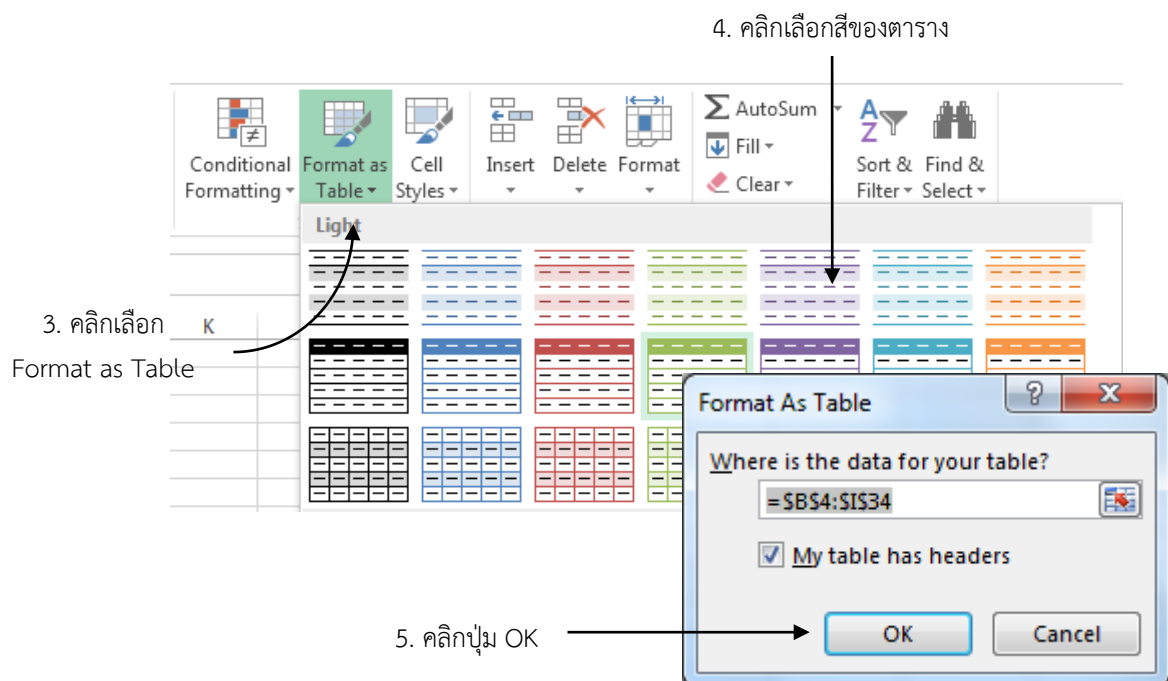 4. คลิกเลือกสีของตาราง
Conditional Formatting
Format as Table
Cell Styles
Insert
Delete
Format
AutoSum
Fill
Clear
Sort & Filter
Find & Select
Light
3. คลิกเลือก
Format as Table
K
Format As Table
Where is the data for your table?
=$B$4:$I$34
My table has headers
OK
Cancel
5. คลิกปุ่ม OK